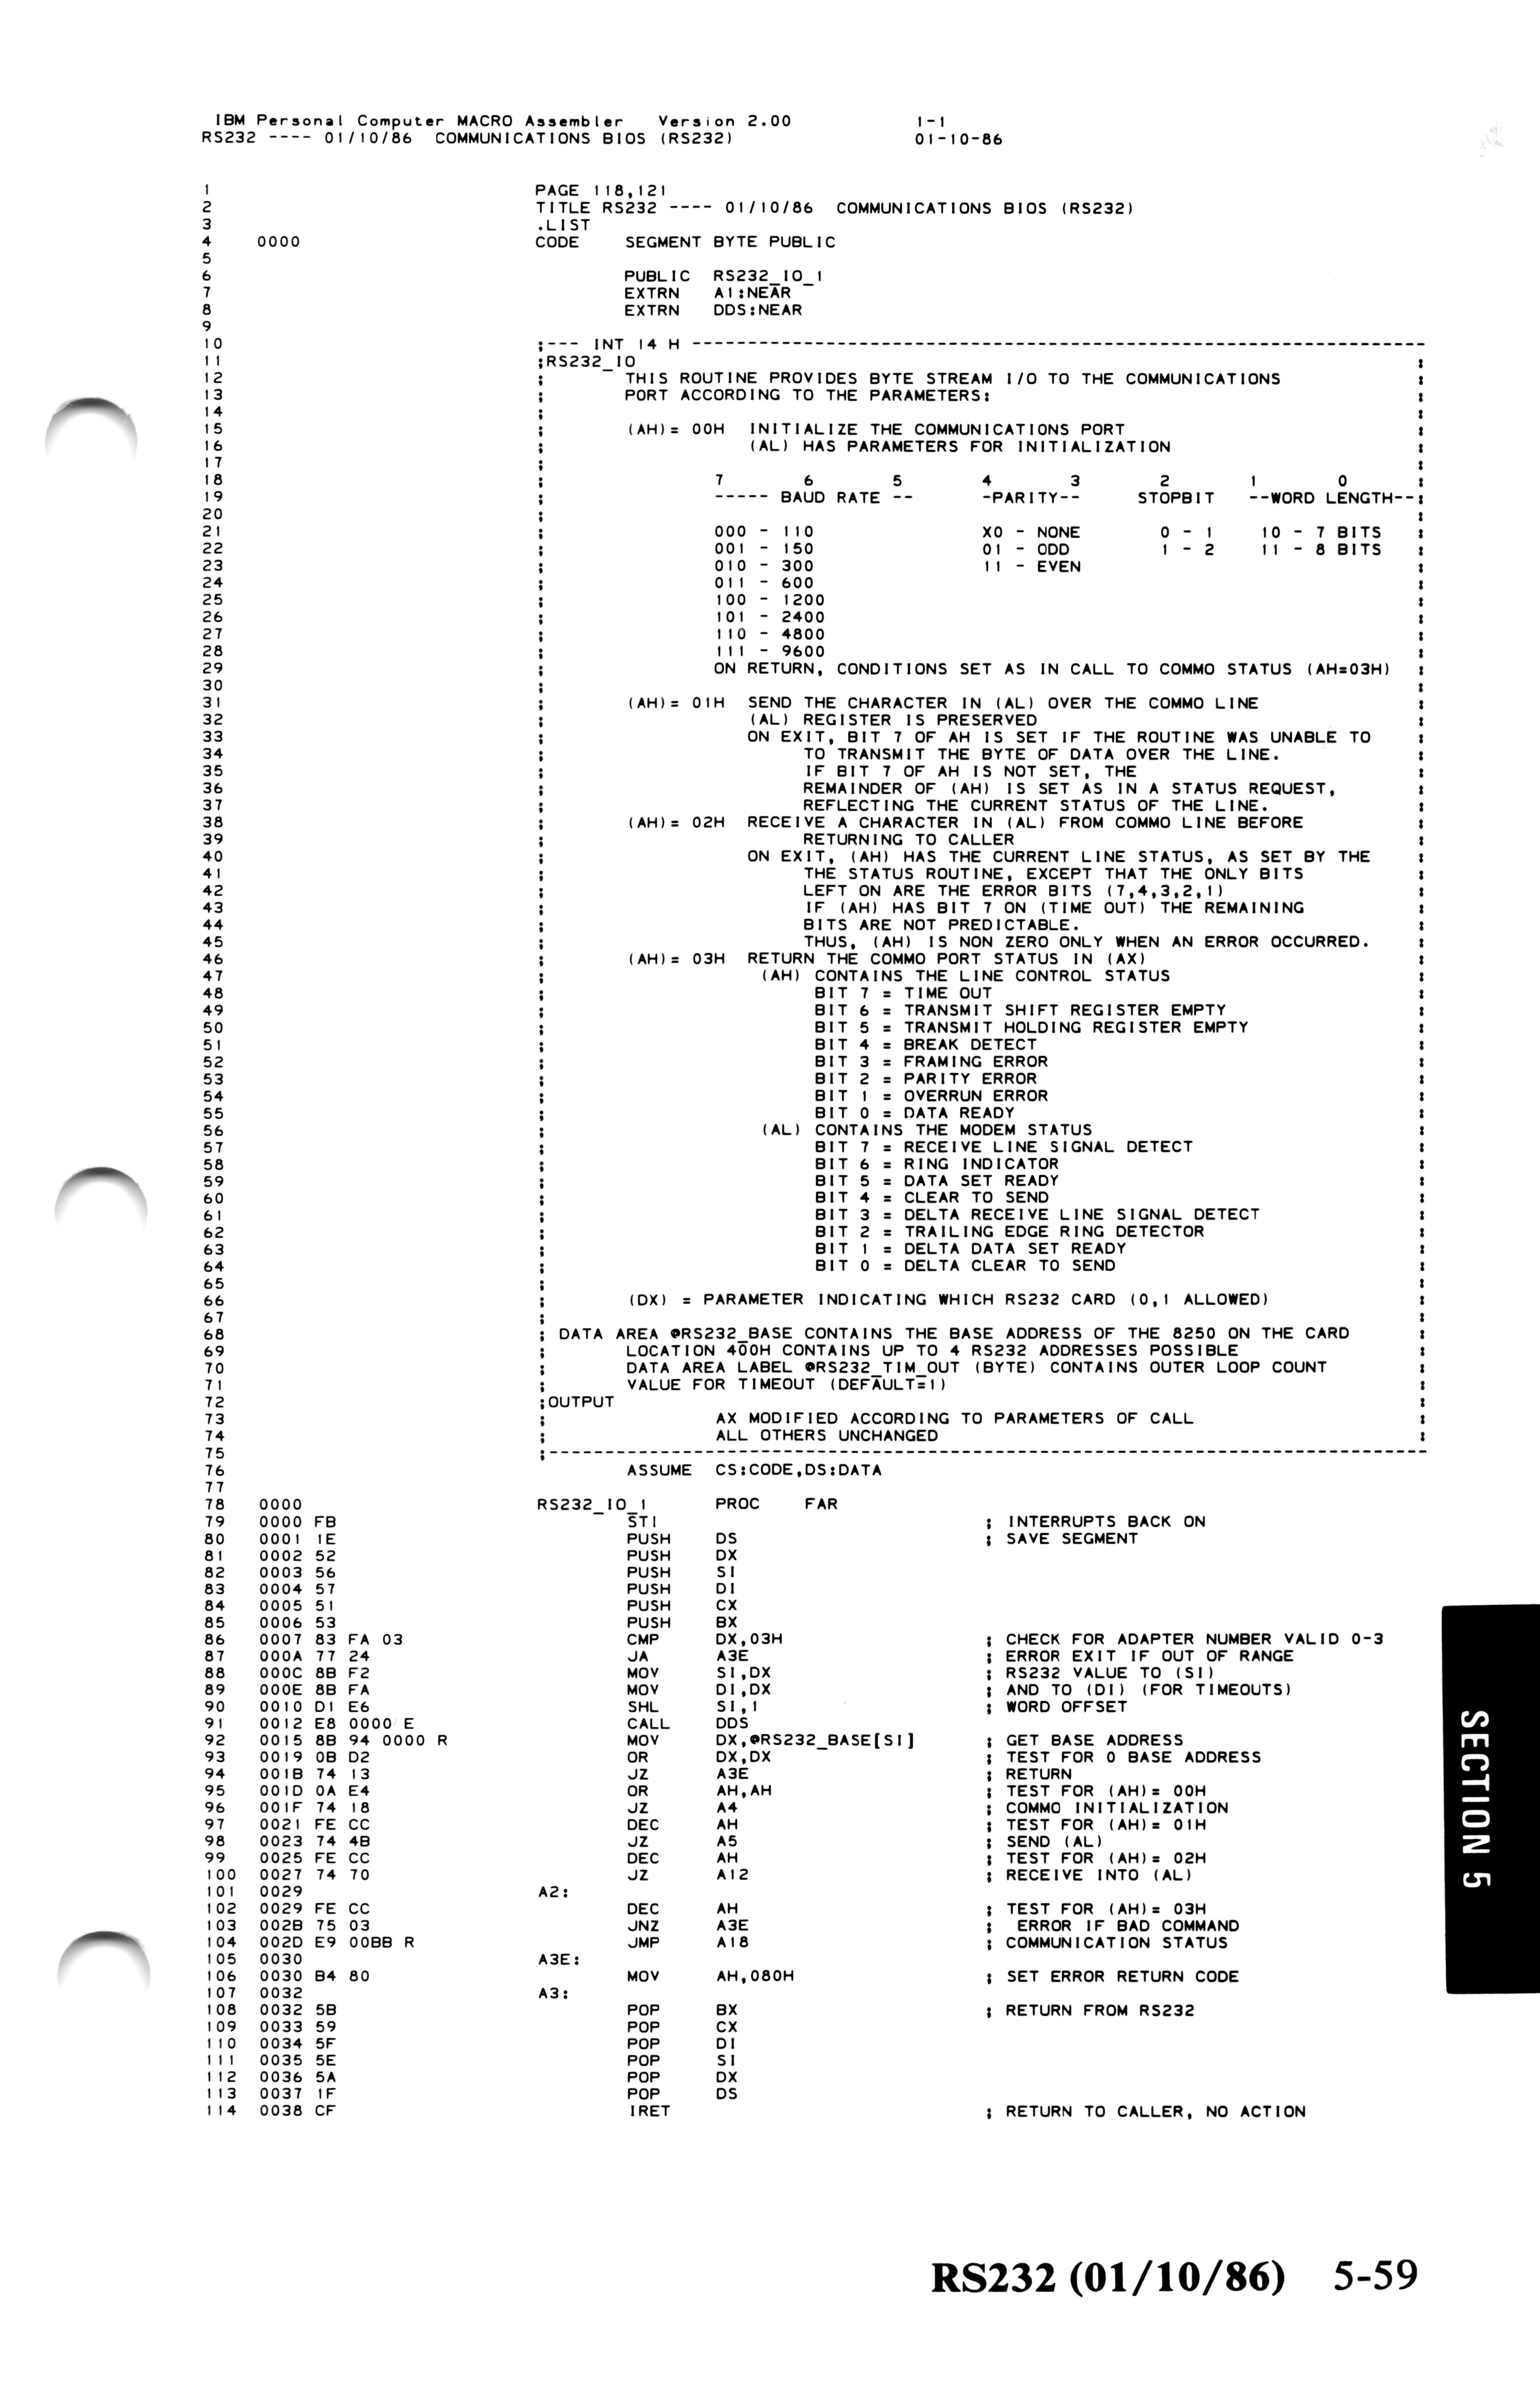 IBM Personal Computer MACRO Assembler   Version 2.00            1-1
RS232 ---- 01/10/86  COMMUNICATIONS BIOS (RS232)                01-10-86
1 PAGE 118,121
2 TITLE RS232 ---- 01/10/86  COMMUNICATIONS BIOS (RS232)
3 .LIST
4 0000 CODE SEGMENT BYTE PUBLIC
5
6 PUBLIC RS232_IO_1
7 EXTRN A1:NEAR
8 EXTRN DDS:NEAR
9
10 ;--- INT 14 H -------------------------------------------------------------------
11 ;RS232_IO :
12 ; THIS ROUTINE PROVIDES BYTE STREAM I/O TO THE COMMUNICATIONS :
13 ; PORT ACCORDING TO THE PARAMETERS: :
14 ; :
15 ; (AH)= 00H INITIALIZE THE COMMUNICATIONS PORT :
16 ; (AL) HAS PARAMETERS FOR INITIALIZATION :
17 ; :
18 ; 7 6 5 4 3 2 1 0 :
19 ; ----- BAUD RATE -- -PARITY-- STOPBIT --WORD LENGTH--:
20 ; :
21 ; 000 - 110 X0 - NONE 0 - 1 10 - 7 BITS :
22 ; 001 - 150 01 - ODD 1 - 2 11 - 8 BITS :
23 ; 010 - 300 11 - EVEN :
24 ; 011 - 600 :
25 ; 100 - 1200 :
26 ; 101 - 2400 :
27 ; 110 - 4800 :
28 ; 111 - 9600 :
29 ; ON RETURN, CONDITIONS SET AS IN CALL TO COMMO STATUS (AH=03H) :
30 ; :
31 ; (AH)= 01H SEND THE CHARACTER IN (AL) OVER THE COMMO LINE :
32 ; (AL) REGISTER IS PRESERVED :
33 ; ON EXIT, BIT 7 OF AH IS SET IF THE ROUTINE WAS UNABLE TO :
34 ; TO TRANSMIT THE BYTE OF DATA OVER THE LINE. :
35 ; IF BIT 7 OF AH IS NOT SET, THE :
36 ; REMAINDER OF (AH) IS SET AS IN A STATUS REQUEST, :
37 ; REFLECTING THE CURRENT STATUS OF THE LINE. :
38 ; (AH)= 02H RECEIVE A CHARACTER IN (AL) FROM COMMO LINE BEFORE :
39 ; RETURNING TO CALLER :
40 ; ON EXIT, (AH) HAS THE CURRENT LINE STATUS, AS SET BY THE :
41 ; THE STATUS ROUTINE, EXCEPT THAT THE ONLY BITS :
42 ; LEFT ON ARE THE ERROR BITS (7,4,3,2,1) :
43 ; IF (AH) HAS BIT 7 ON (TIME OUT) THE REMAINING :
44 ; BITS ARE NOT PREDICTABLE. :
45 ; THUS, (AH) IS NON ZERO ONLY WHEN AN ERROR OCCURRED. :
46 ; (AH)= 03H RETURN THE COMMO PORT STATUS IN (AX) :
47 ; (AH) CONTAINS THE LINE CONTROL STATUS :
48 ; BIT 7 = TIME OUT :
49 ; BIT 6 = TRANSMIT SHIFT REGISTER EMPTY :
50 ; BIT 5 = TRANSMIT HOLDING REGISTER EMPTY :
51 ; BIT 4 = BREAK DETECT :
52 ; BIT 3 = FRAMING ERROR :
53 ; BIT 2 = PARITY ERROR :
54 ; BIT 1 = OVERRUN ERROR :
55 ; BIT 0 = DATA READY :
56 ; (AL) CONTAINS THE MODEM STATUS :
57 ; BIT 7 = RECEIVE LINE SIGNAL DETECT :
58 ; BIT 6 = RING INDICATOR :
59 ; BIT 5 = DATA SET READY :
60 ; BIT 4 = CLEAR TO SEND :
61 ; BIT 3 = DELTA RECEIVE LINE SIGNAL DETECT :
62 ; BIT 2 = TRAILING EDGE RING DETECTOR :
63 ; BIT 1 = DELTA DATA SET READY :
64 ; BIT 0 = DELTA CLEAR TO SEND :
65 ; :
66 ; (DX) = PARAMETER INDICATING WHICH RS232 CARD (0,1 ALLOWED) :
67 ; :
68 ; DATA AREA @RS232_BASE CONTAINS THE BASE ADDRESS OF THE 8250 ON THE CARD :
69 ; LOCATION 400H CONTAINS UP TO 4 RS232 ADDRESSES POSSIBLE :
70 ; DATA AREA LABEL @RS232_TIM_OUT (BYTE) CONTAINS OUTER LOOP COUNT :
71 ; VALUE FOR TIMEOUT (DEFAULT=1) :
72 ;OUTPUT :
73 ; AX MODIFIED ACCORDING TO PARAMETERS OF CALL :
74 ; ALL OTHERS UNCHANGED :
75 ;--------------------------------------------------------------------------------
76 ASSUME CS:CODE,DS:DATA
77
78 0000 RS232_IO_1 PROC FAR
79 0000 FB STI ; INTERRUPTS BACK ON
80 0001 1E PUSH DS ; SAVE SEGMENT
81 0002 52 PUSH DX
82 0003 56 PUSH SI
83 0004 57 PUSH DI
84 0005 51 PUSH CX
85 0006 53 PUSH BX
86 0007 83 FA 03 CMP DX,03H ; CHECK FOR ADAPTER NUMBER VALID 0-3
87 000A 77 24 JA A3E ; ERROR EXIT IF OUT OF RANGE
88 000C 8B F2 MOV SI,DX ; RS232 VALUE TO (SI)
89 000E 8B FA MOV DI,DX ; AND TO (DI) (FOR TIMEOUTS)
90 0010 D1 E6 SHL SI,1 ; WORD OFFSET
91 0012 E8 0000 E CALL DDS
92 0015 8B 94 0000 R MOV DX,@RS232_BASE[SI] ; GET BASE ADDRESS
93 0019 0B D2 OR DX,DX ; TEST FOR 0 BASE ADDRESS
94 001B 74 13 JZ A3E ; RETURN
95 001D 0A E4 OR AH,AH ; TEST FOR (AH)= 00H
96 001F 74 18 JZ A4 ; COMMO INITIALIZATION
97 0021 FE CC DEC AH ; TEST FOR (AH)= 01H
98 0023 74 4B JZ A5 ; SEND (AL)
99 0025 FE CC DEC AH ; TEST FOR (AH)= 02H
100 0027 74 70 JZ A12 ; RECEIVE INTO (AL)
101 0029 A2:
102 0029 FE CC DEC AH ; TEST FOR (AH)= 03H
103 002B 75 03 JNZ A3E ; ERROR IF BAD COMMAND
104 002D E9 00BB R JMP A18 ; COMMUNICATION STATUS
105 0030 A3E:
106 0030 B4 80 MOV AH,080H ; SET ERROR RETURN CODE
107 0032 A3:
108 0032 5B POP BX ; RETURN FROM RS232
109 0033 59 POP CX
110 0034 5F POP DI
111 0035 5E POP SI
112 0036 5A POP DX
113 0037 1F POP DS
114 0038 CF IRET ; RETURN TO CALLER, NO ACTION
SECTION 5
RS232 (01/10/86) 5-59